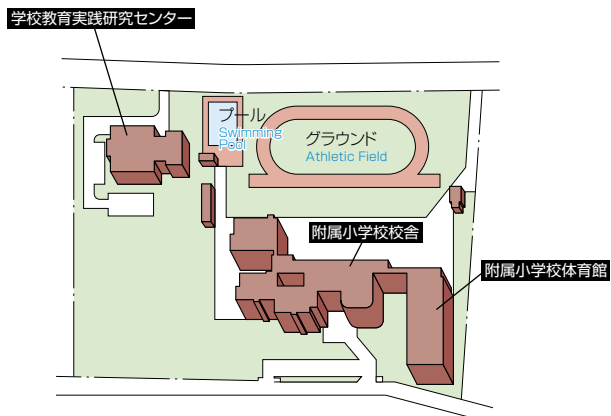 学校教育実践研究センター
プール
Swimming
Pool
グラウンド
Athletic Field
附属小学校校舎
附属小学校体育館